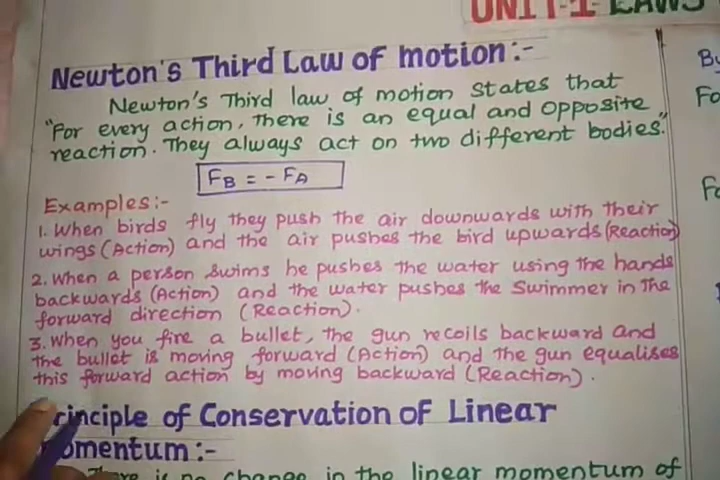 UNIT-1- LAWS
Newton's Third Law of motion:-
Newton's Third law of motion states that
"For every action, there is an equal and opposite
reaction. They always act on two different bodies."
FB = - FA
Examples:-
1. When birds fly they push the air downwards with their
wings (Action) and the air pushes the bird upwards (Reaction)
2. When a person swims he pushes the water using the hands
backwards (Action) and the water pushes the swimmer in the
forward direction (Reaction).
3. When you fire a bullet, the gun recoils backward and
the bullet is moving forward (Action) and the gun equalises
this forward action by moving backward (Reaction).
Principle of Conservation of Linear
momentum:-
There is no change in the linear momentum of